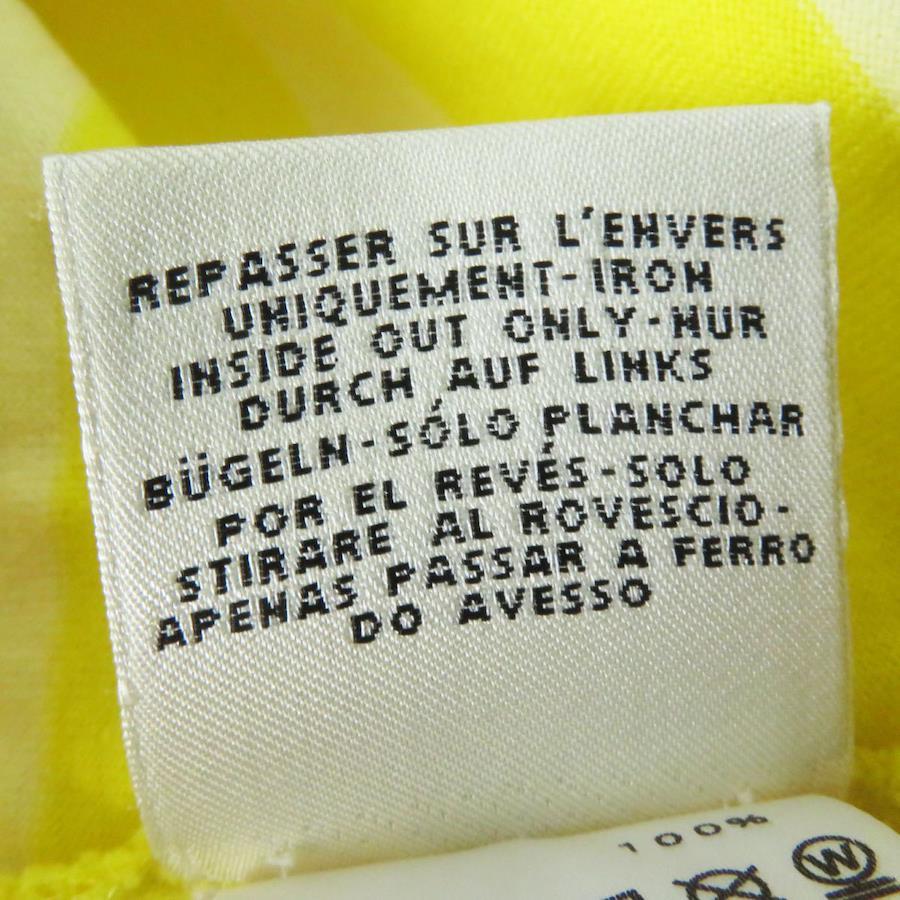 REPASSER SUR L'ENVERS
UNIQUEMENT-IRON
INSIDE OUT ONLY-NUR
DURCH AUF LINKS
BÜGELN-SÓLO PLANCHAR
POR EL REVÉS-SOLO
STIRARE AL ROVESCIO-
APENAS PASSAR A FERRO
DO AVESSO
100%
W